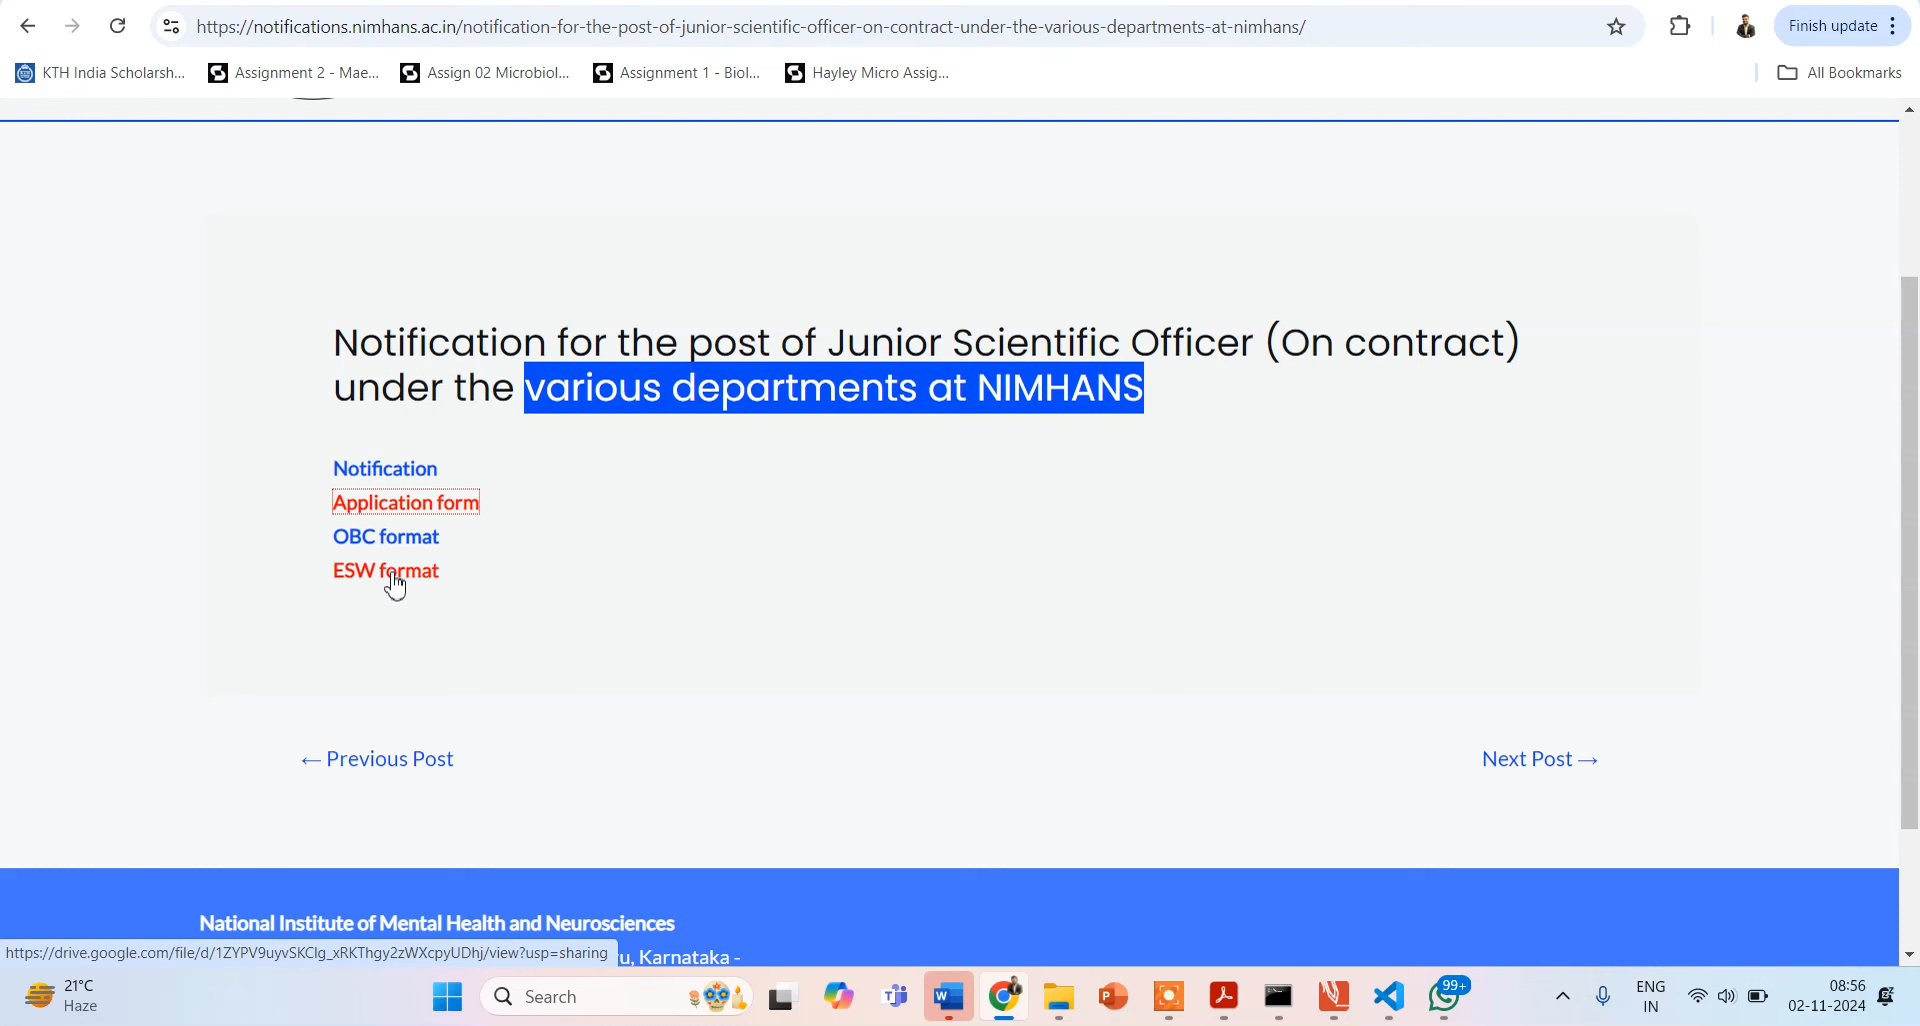 https://notifications.nimhans.ac.in/notification-for-the-post-of-junior-scientific-officer-on-contract-under-the-various-departments-at-nimhans/
Finish update
KTH India Scholarsh...
Assignment 2 - Mae...
Assign 02 Microbiol...
Assignment 1 - Biol...
Hayley Micro Assig...
All Bookmarks
Notification for the post of Junior Scientific Officer (On contract)
under the various departments at NIMHANS
Notification
Application form
OBC format
ESW format
← Previous Post
Next Post →
National Institute of Mental Health and Neurosciences
https://drive.google.com/file/d/1ZYPV9uyvSKClg_xRKThgy2zWXcpyUDhj/view?usp=sharing
u, Karnataka -
21°C
Haze
Search
99+
ENG
IN
08:56
02-11-2024